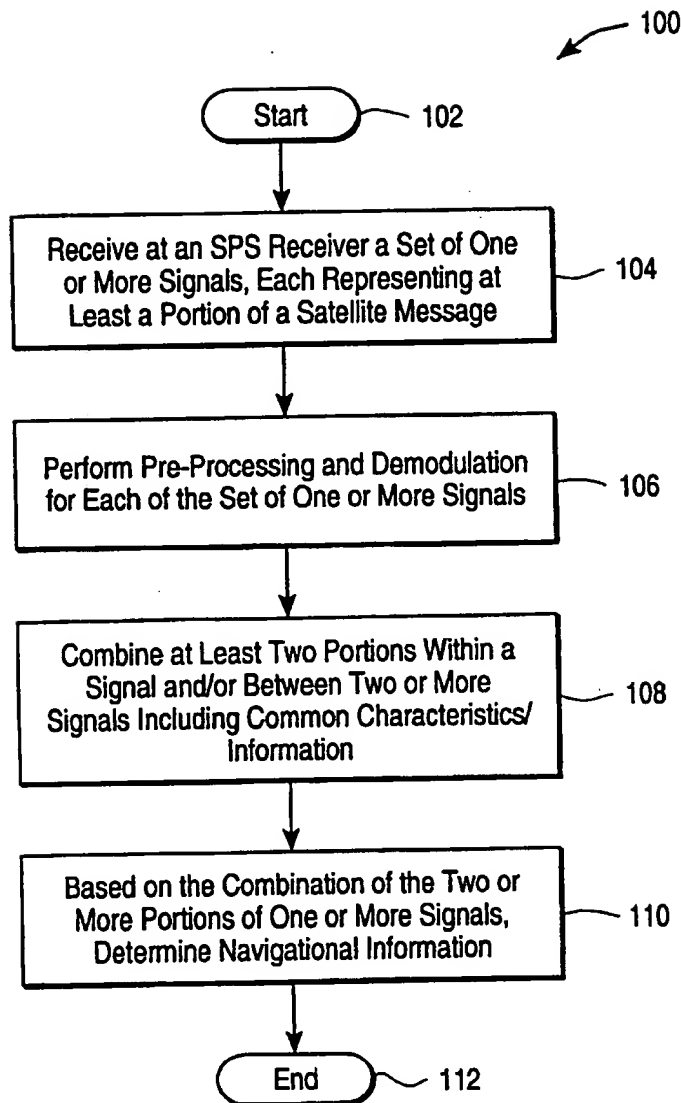 100
Start
102
Receive at an SPS Receiver a Set of One
or More Signals, Each Representing at
Least a Portion of a Satellite Message
104
Perform Pre-Processing and Demodulation
for Each of the Set of One or More Signals
106
Combine at Least Two Portions Within a
Signal and/or Between Two or More
Signals Including Common Characteristics/
Information
108
Based on the Combination of the Two or
More Portions of One or More Signals,
Determine Navigational Information
110
End
112